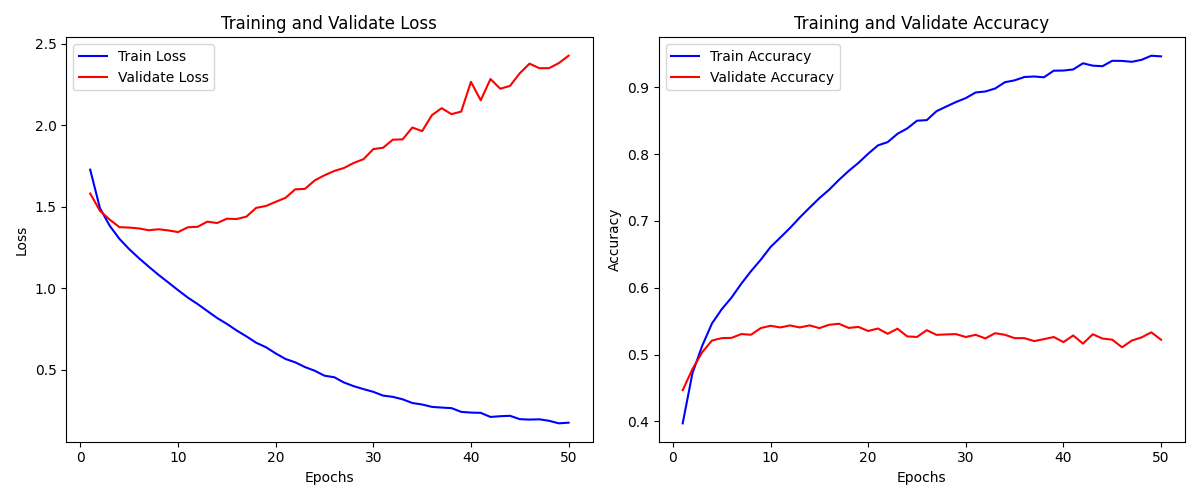 Training and Validate Loss
Train Loss
Validate Loss
2.5
2.0
1.5
1.0
0.5
Loss
0 10 20 30 40 50
Epochs
Training and Validate Accuracy
Train Accuracy
Validate Accuracy
0.9
0.8
0.7
0.6
0.5
0.4
Accuracy
0 10 20 30 40 50
Epochs